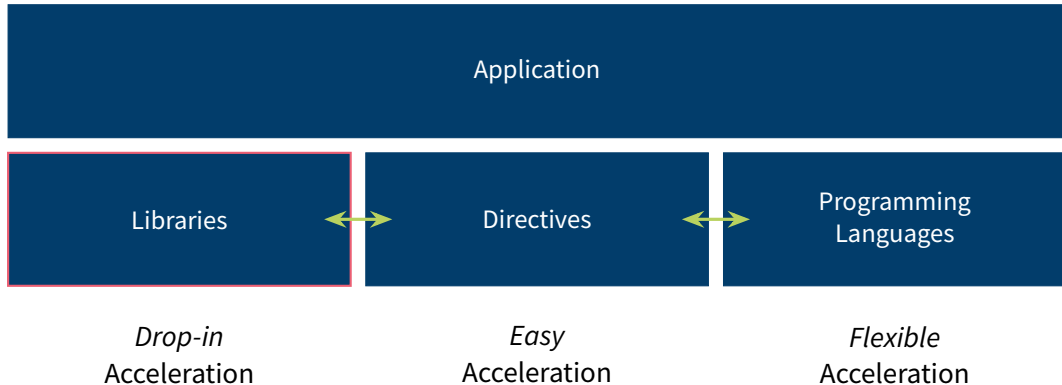 Application
Libraries
Directives
Programming
Languages
Drop-in
Acceleration
Easy
Acceleration
Flexible
Acceleration